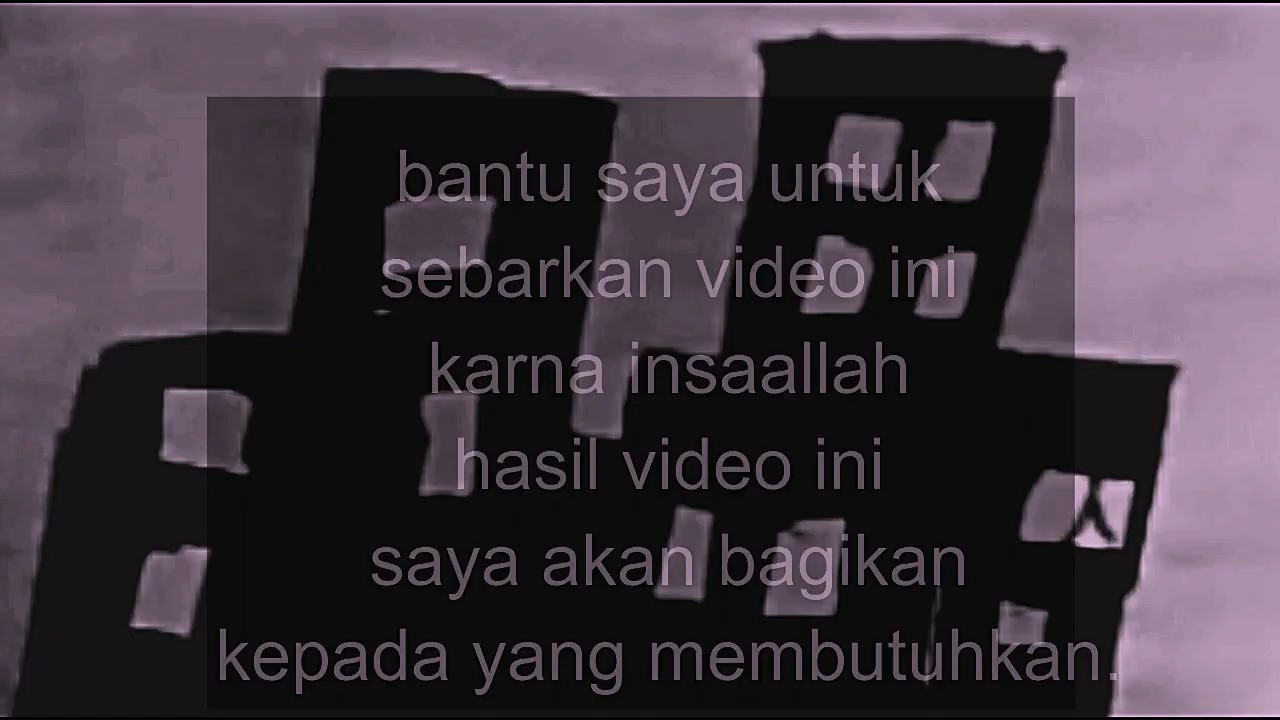 bantu saya untuk
sebarkan video ini
karna insaallah
hasil video ini
saya akan bagikan
kepada yang membutuhkan.